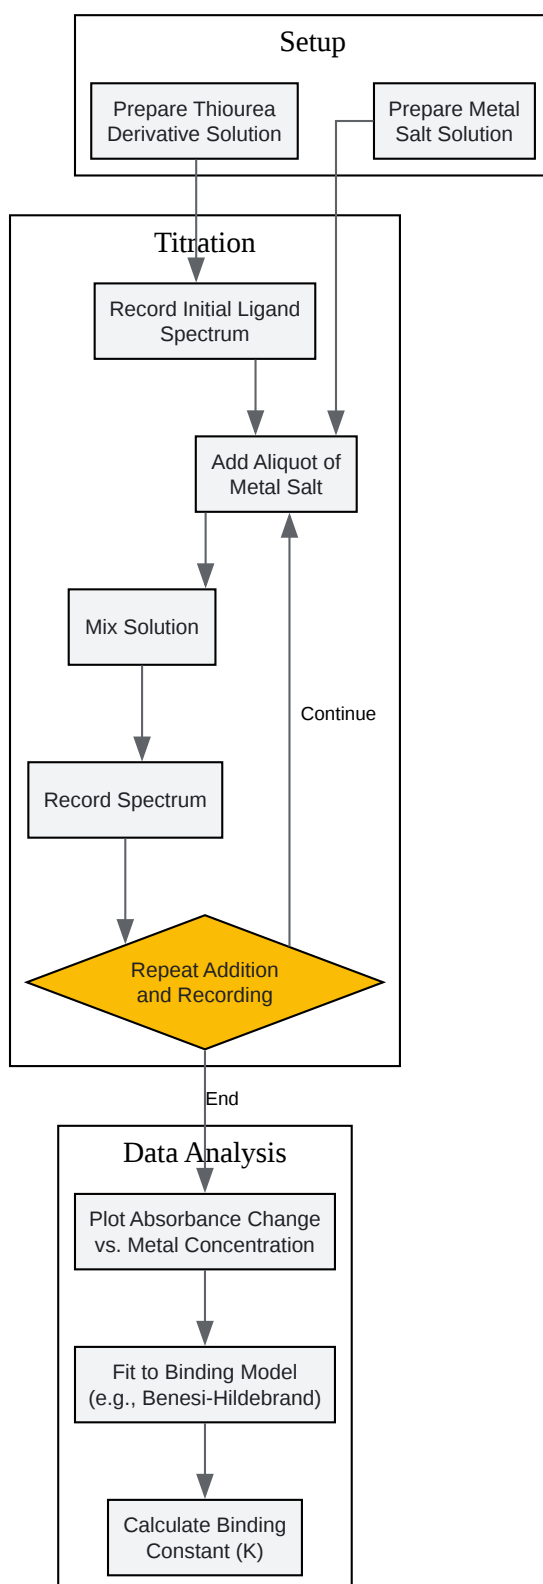 Setup
Prepare Thiourea
Derivative Solution
Prepare Metal
Salt Solution
Titration
Record Initial Ligand
Spectrum
Add Aliquot of
Metal Salt
Mix Solution
Continue
Record Spectrum
Repeat Addition
and Recording
End
Data Analysis
Plot Absorbance Change
vs. Metal Concentration
Fit to Binding Model
(e.g., Benesi-Hildebrand)
Calculate Binding
Constant (K)